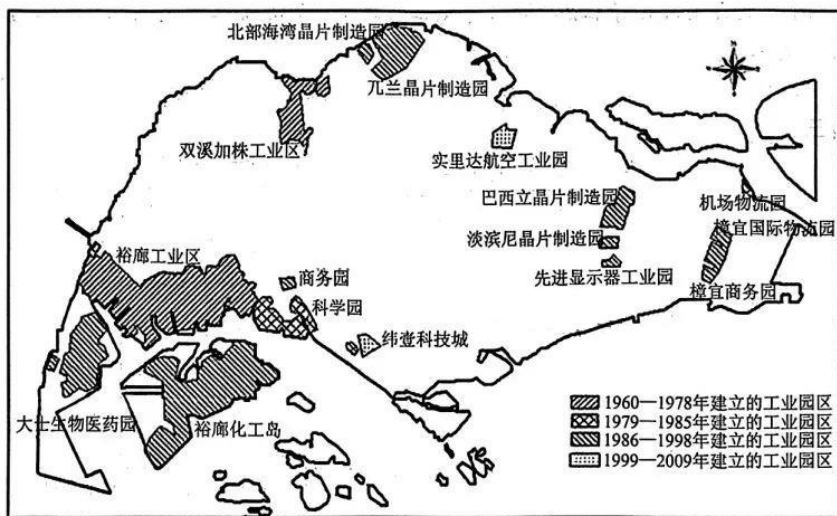 北部海湾晶片制造园
兀兰晶片制造园
双溪加株工业区
实里达航空工业园
巴西立晶片制造园
机场物流园
樟宜国际物流园
淡滨尼晶片制造园
先进显示器工业园
樟宜商务园
裕廊工业区
商务园
科学园
纬壹科技城
大士生物医药园
裕廊化工岛
1960—1978年建立的工业园区
1979—1985年建立的工业园区
1986—1998年建立的工业园区
1999—2009年建立的工业园区